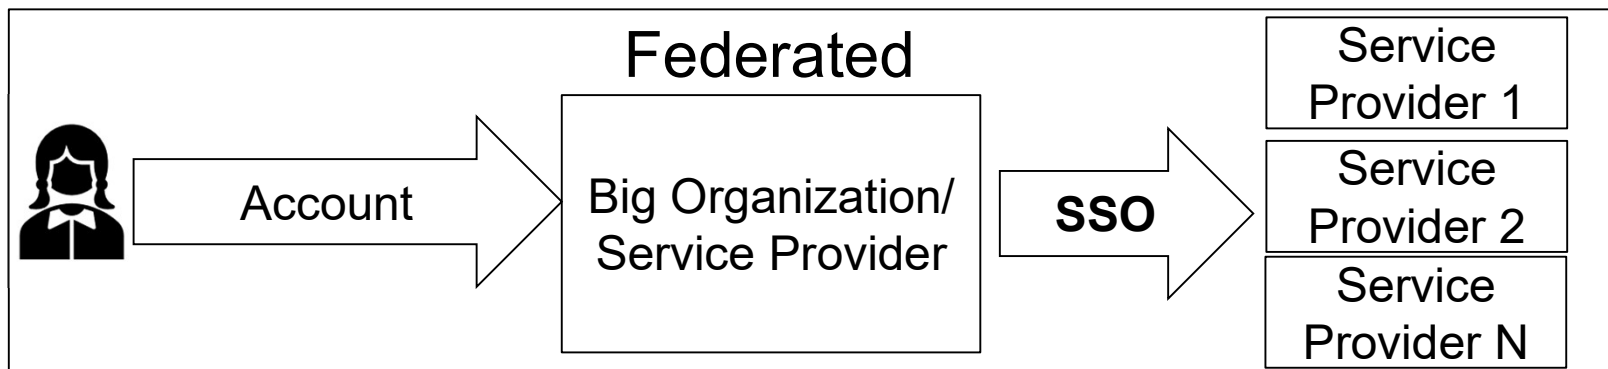 Federated
Account
Big Organization/
Service Provider
SSO
Service
Provider 1
Service
Provider 2
Service
Provider N